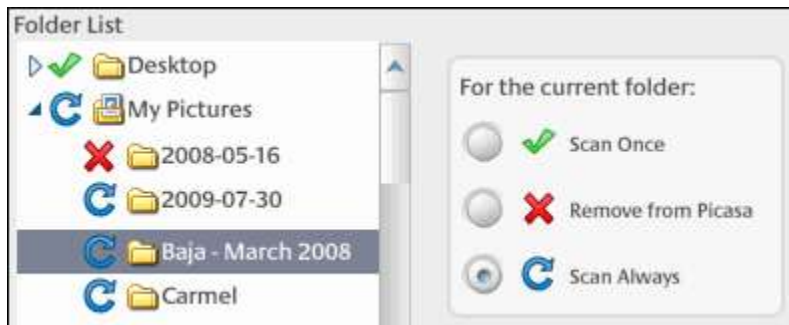 Folder List
Desktop
My Pictures
2008-05-16
2009-07-30
Baja - March 2008
Carmel
For the current folder:
Scan Once
Remove from Picasa
Scan Always